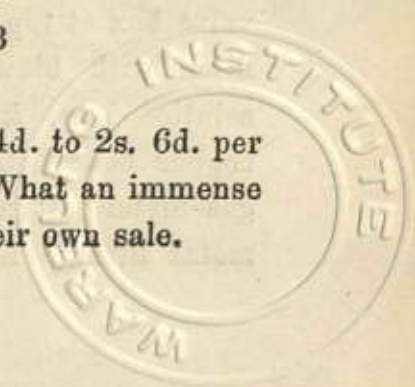 3
4d. to 2s. 6d. per
What an immense
eir own sale.
WARBURG INSTITUTE